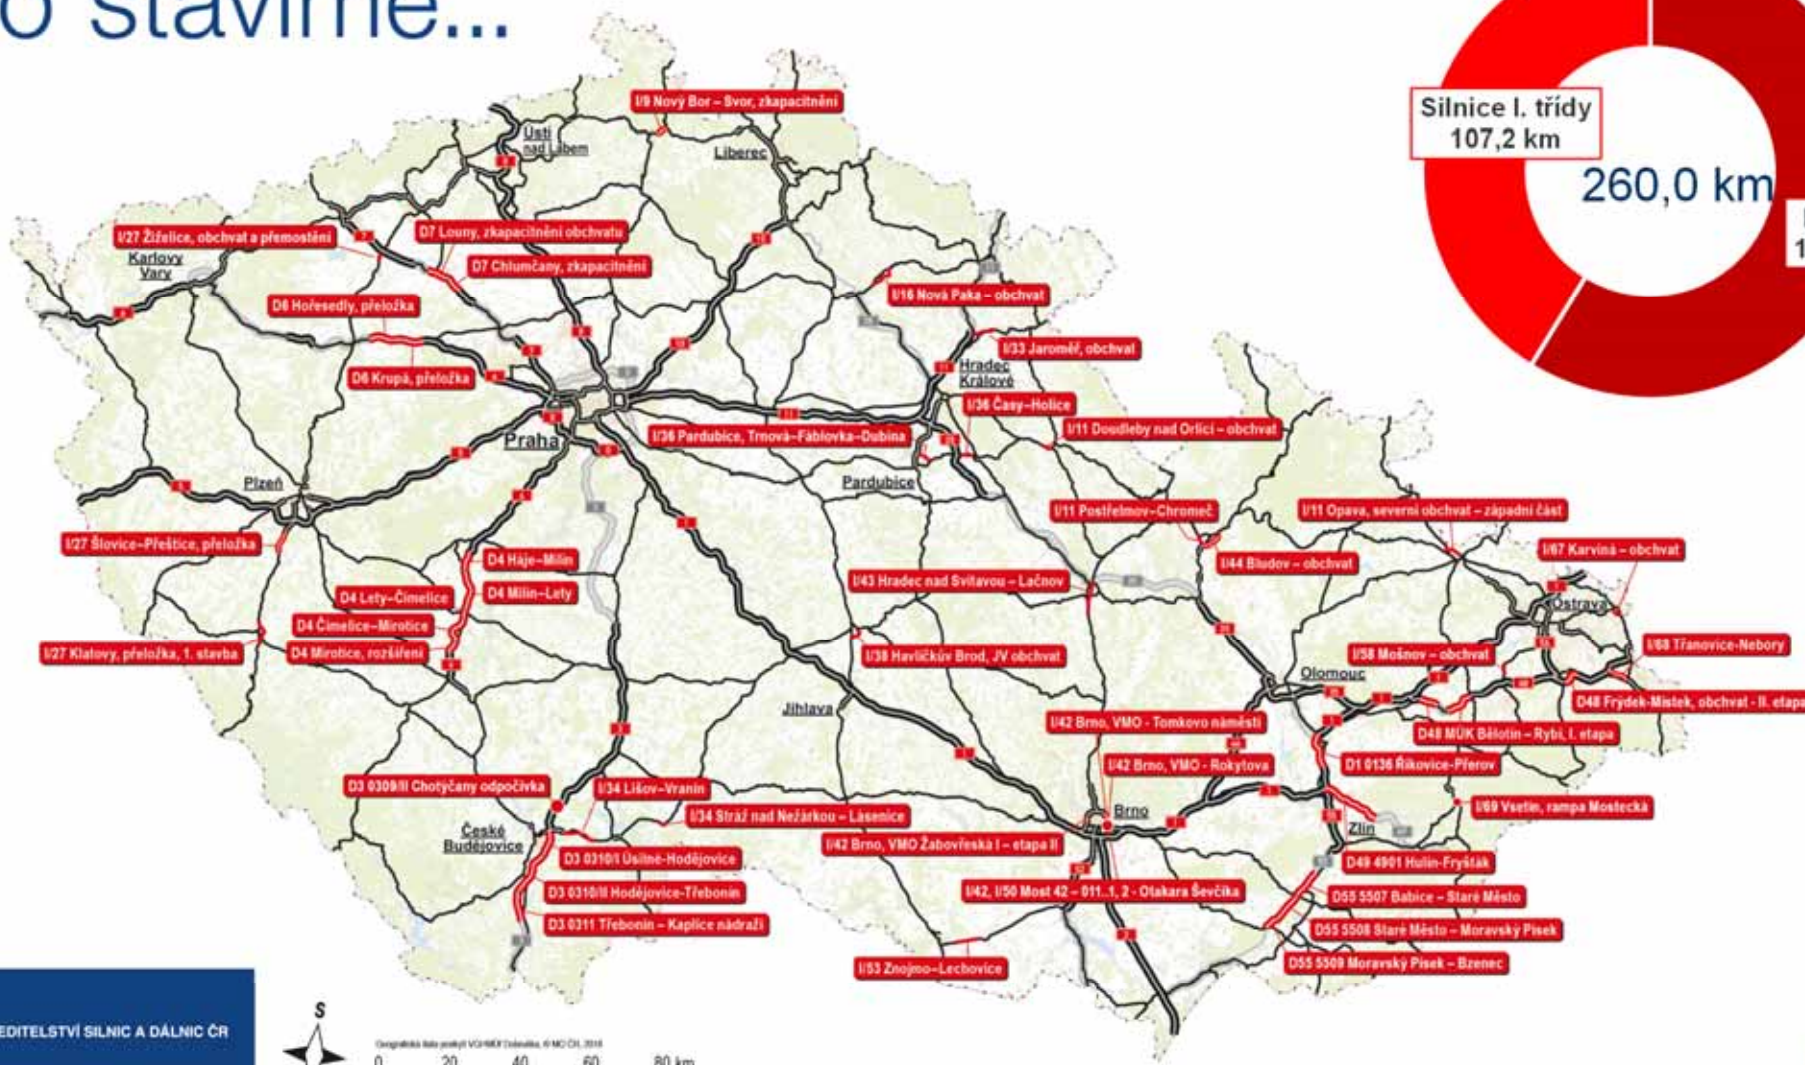 o stavíme...
Silnice I. třídy
107,2 km
260,0 km
I/9 Nový Bor – Svor, zkapacitnění
Ústí
nad Labem
Liberec
I/27 Žiželice, obchvat a přemostění
D7 Louny, zkapacitnění obchvatu
Karlovy
Vary
D7 Chlumčany, zkapacitnění
D6 Hořesedly, přeložka
I/16 Nová Paka – obchvat
I/33 Jaroměř, obchvat
Hradec
Králové
D6 Krupá, přeložka
I/36 Časy–Holice
Praha
I/36 Pardubice, Trnová–Fáblovka–Dubina
I/11 Doudleby nad Orlicí – obchvat
Plzeň
Pardubice
I/11 Postřelmov–Chromeč
I/11 Opava, severní obchvat – západní část
I/27 Šlovice–Přeštice, přeložka
I/67 Karviná – obchvat
D4 Háje–Milín
I/44 Bludov – obchvat
I/43 Hradec nad Svitavou – Lačnov
D4 Lety–Čimelice
D4 Milín–Lety
Ostrava
D4 Čimelice–Mirotice
I/27 Klatovy, přeložka, 1. stavba
D4 Mirotice, rozšíření
I/38 Havlíčkův Brod, JV obchvat
I/58 Mošnov – obchvat
I/68 Třanovice-Nebory
Olomouc
D48 Frýdek-Místek, obchvat - II. etapa
Jihlava
I/42 Brno, VMO - Tomkovo náměstí
D48 MÚK Bělotín – Rybí, I. etapa
I/42 Brno, VMO - Rokytova
D1 0136 Říkovice-Přerov
D3 0309/II Chotýčany odpočívka
I/34 Lišov–Vranín
I/69 Vsetín, rampa Mostecká
I/34 Stráž nad Nežárkou – Lásenice
Brno
České
Budějovice
Zlín
I/42 Brno, VMO Žabovřeská I – etapa II
D3 0310/I Úsilné-Hodějovice
D49 4901 Hulín-Fryšták
D3 0310/II Hodějovice-Třebonín
I/42, I/50 Most 42 – 011..1, 2 - Otakara Ševčíka
D55 5507 Babice – Staré Město
D3 0311 Třebonín – Kaplice nádraží
D55 5508 Staré Město – Moravský Písek
D55 5509 Moravský Písek – Bzenec
I/53 Znojmo–Lechovice
EDITELSTVÍ SILNIC A DÁLNIC ČR
S
0 20 40 60 80 km